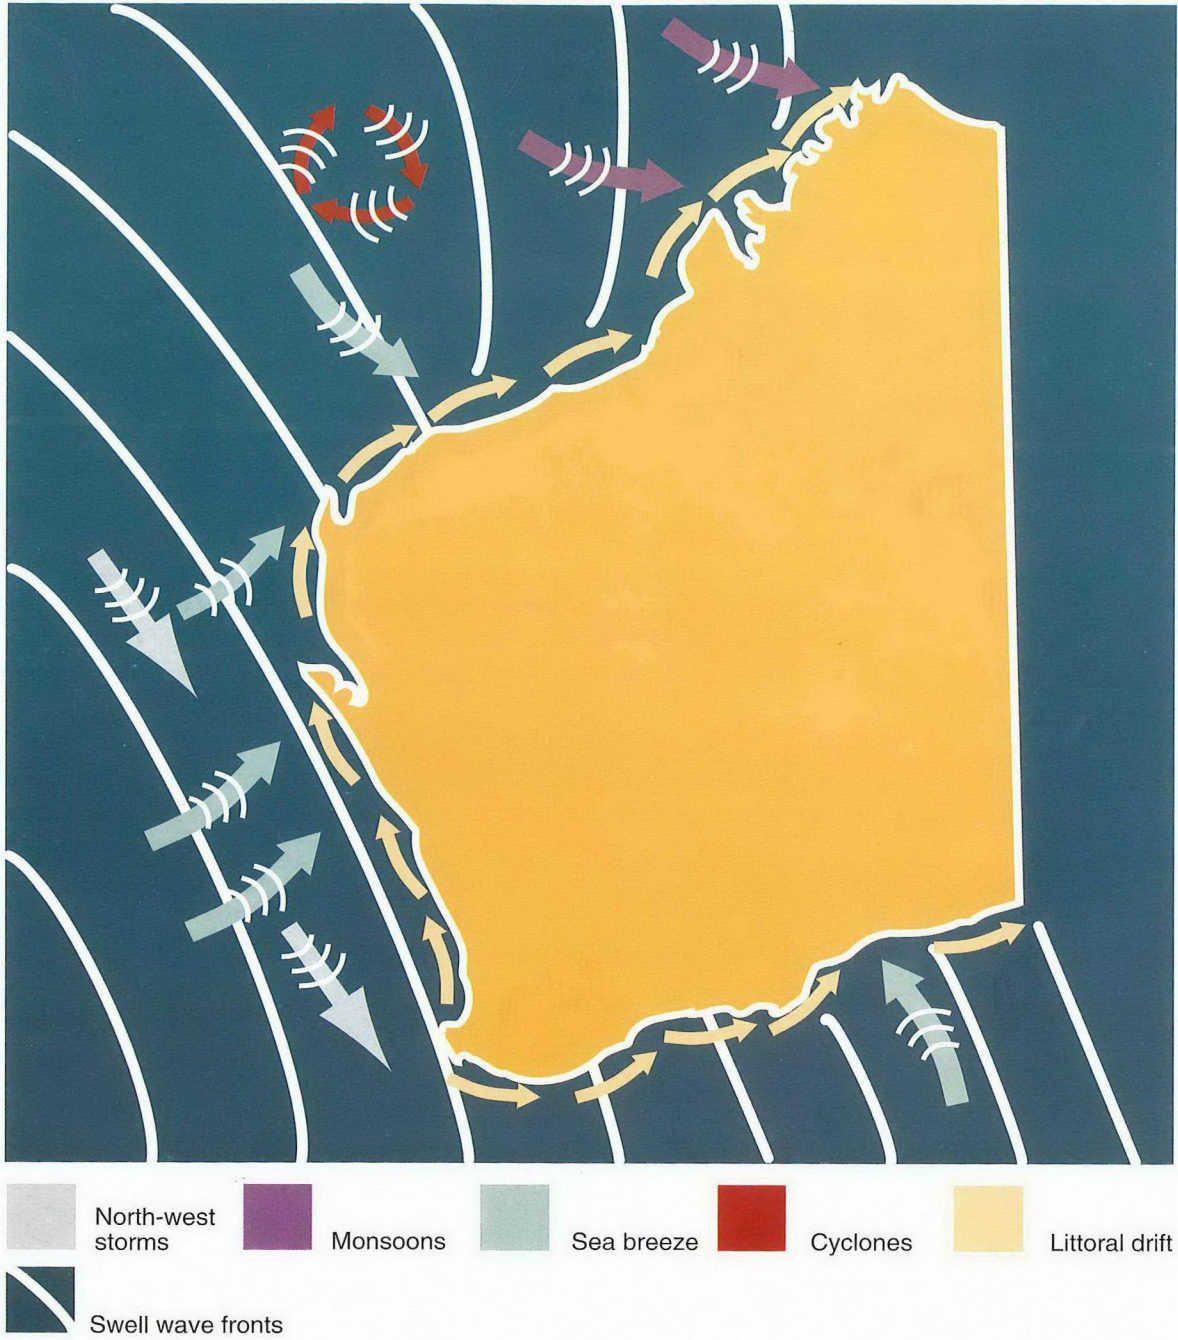 North-west
storms
Monsoons
Sea breeze
Cyclones
Littoral drift
Swell wave fronts